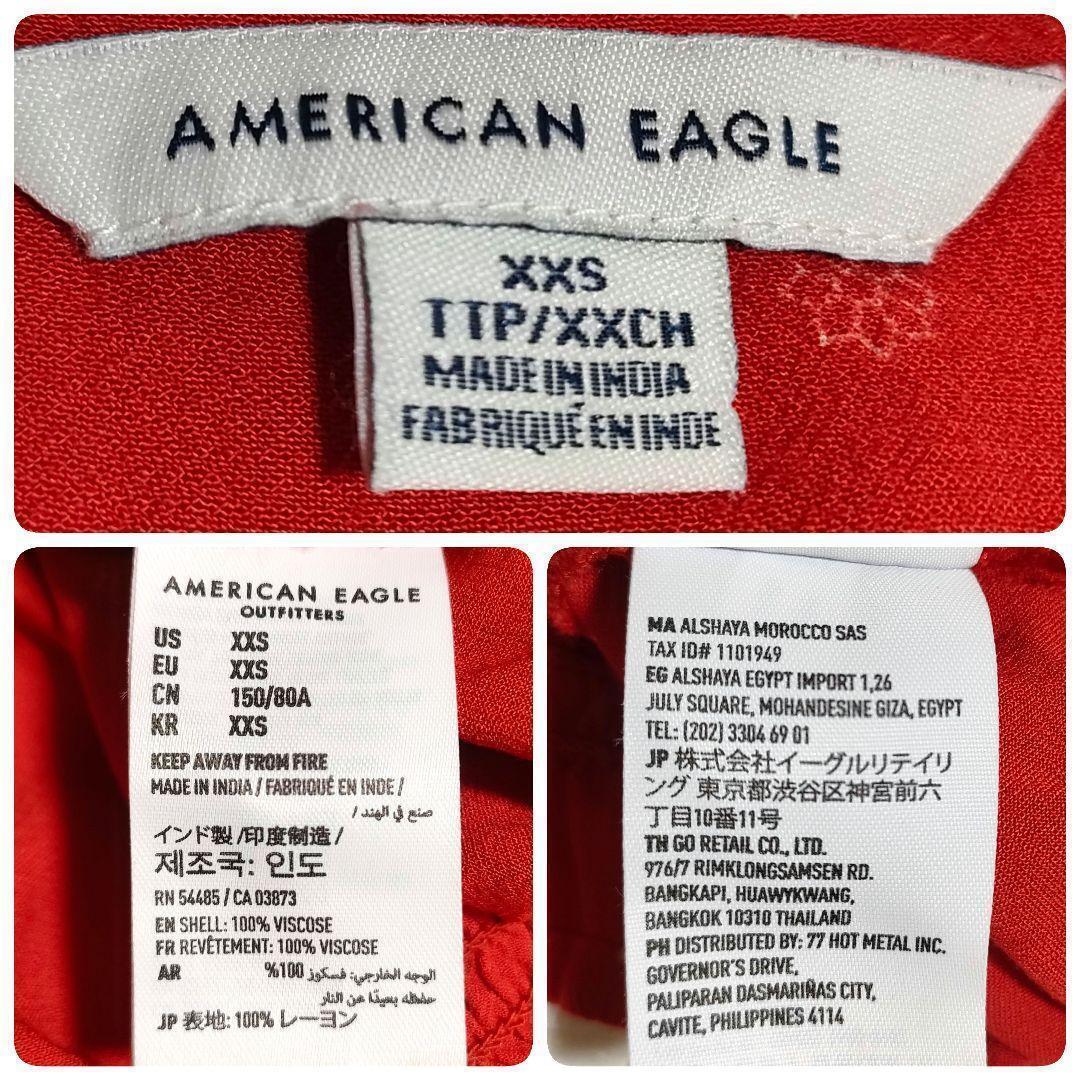 AMERICAN EAGLE
XXS
TTP/XXCH
MADE IN INDIA
FABRIQUÉ EN INDE
AMERICAN EAGLE
OUTFITTERS
US XXS
EU XXS
CN 150/80A
KR XXS
KEEP AWAY FROM FIRE
MADE IN INDIA / FABRIQUÉ EN INDE /
صنع في الهند /
インド製 /印度制造 /
제조국: 인도
RN 54485 / CA 03873
EN SHELL: 100% VISCOSE
FR REVÊTEMENT: 100% VISCOSE
AR الوجه الخارجي: فسكوز 100%
حافظه بعيدًا عن النار
JP 表地: 100% レーヨン
MA ALSHAYA MOROCCO SAS
TAX ID# 1101949
EG ALSHAYA EGYPT IMPORT 1,26
JULY SQUARE, MOHANDESINE GIZA, EGYPT
TEL: (202) 3304 69 01
JP 株式会社イーグルリテイリ
ング 東京都渋谷区神宮前六
丁目10番11号
TH GO RETAIL CO., LTD.
976/7 RIMKLONGSAMSEN RD.
BANGKAPI, HUAWYKWANG,
BANGKOK 10310 THAILAND
PH DISTRIBUTED BY: 77 HOT METAL INC.
GOVERNOR'S DRIVE,
PALIPARAN DASMARIÑAS CITY,
CAVITE, PHILIPPINES 4114